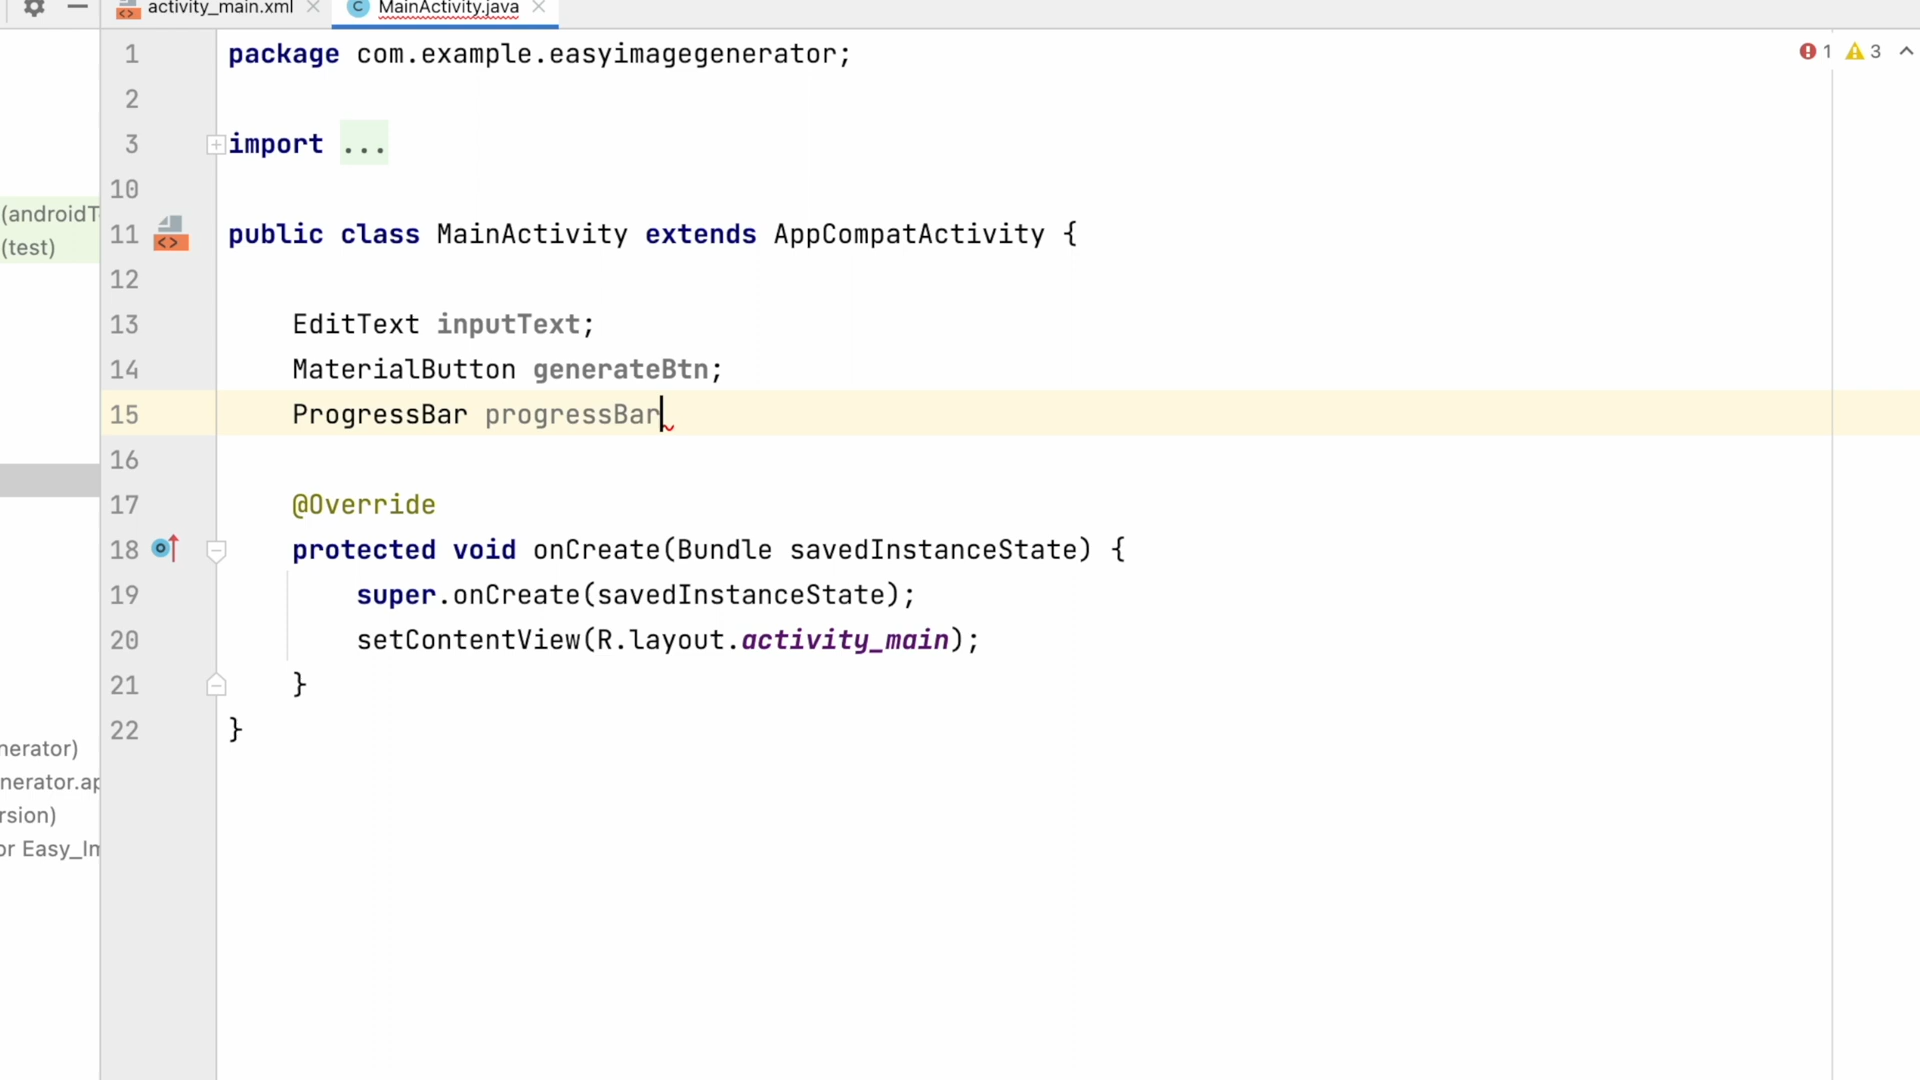 activity_main.xml MainActivity.java
1 package com.example.easyimagegenerator; 1 3
2
3 import ...
10
(androidT
11 public class MainActivity extends AppCompatActivity {
(test)
12
13 EditText inputText;
14 MaterialButton generateBtn;
15 ProgressBar progressBar
16
17 @Override
18 protected void onCreate(Bundle savedInstanceState) {
19 super.onCreate(savedInstanceState);
20 setContentView(R.layout.activity_main);
21 }
22 }
nerator)
nerator.ap
rsion)
or Easy_Im